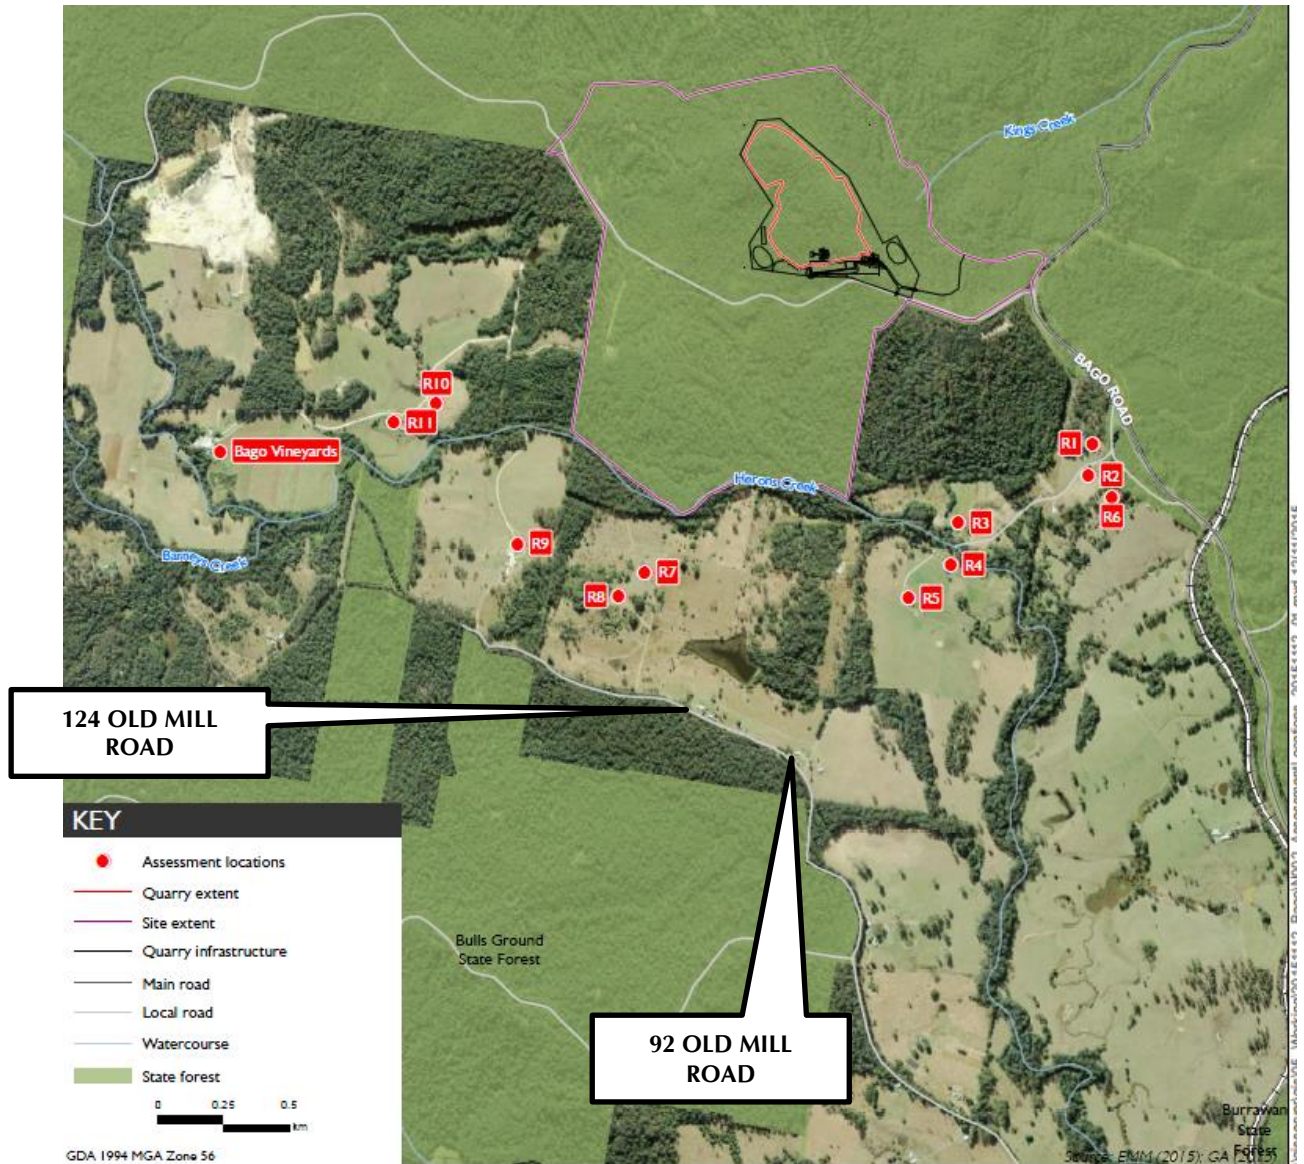 Kings Creek
BAGO ROAD
R10
R11
Bago Vineyards
R1
R2
R6
Herons Creek
R3
R9
R4
R7
R8
R5
Barneys Creek
124 OLD MILL
ROAD
92 OLD MILL
ROAD
Bulls Ground
State Forest
Burrawan
State
Forest
KEY
Assessment locations
Quarry extent
Site extent
Quarry infrastructure
Main road
Local road
Watercourse
State forest
0 0.25 0.5
km
GDA 1994 MGA Zone 56
Source: EMM (2015); GA (2015)